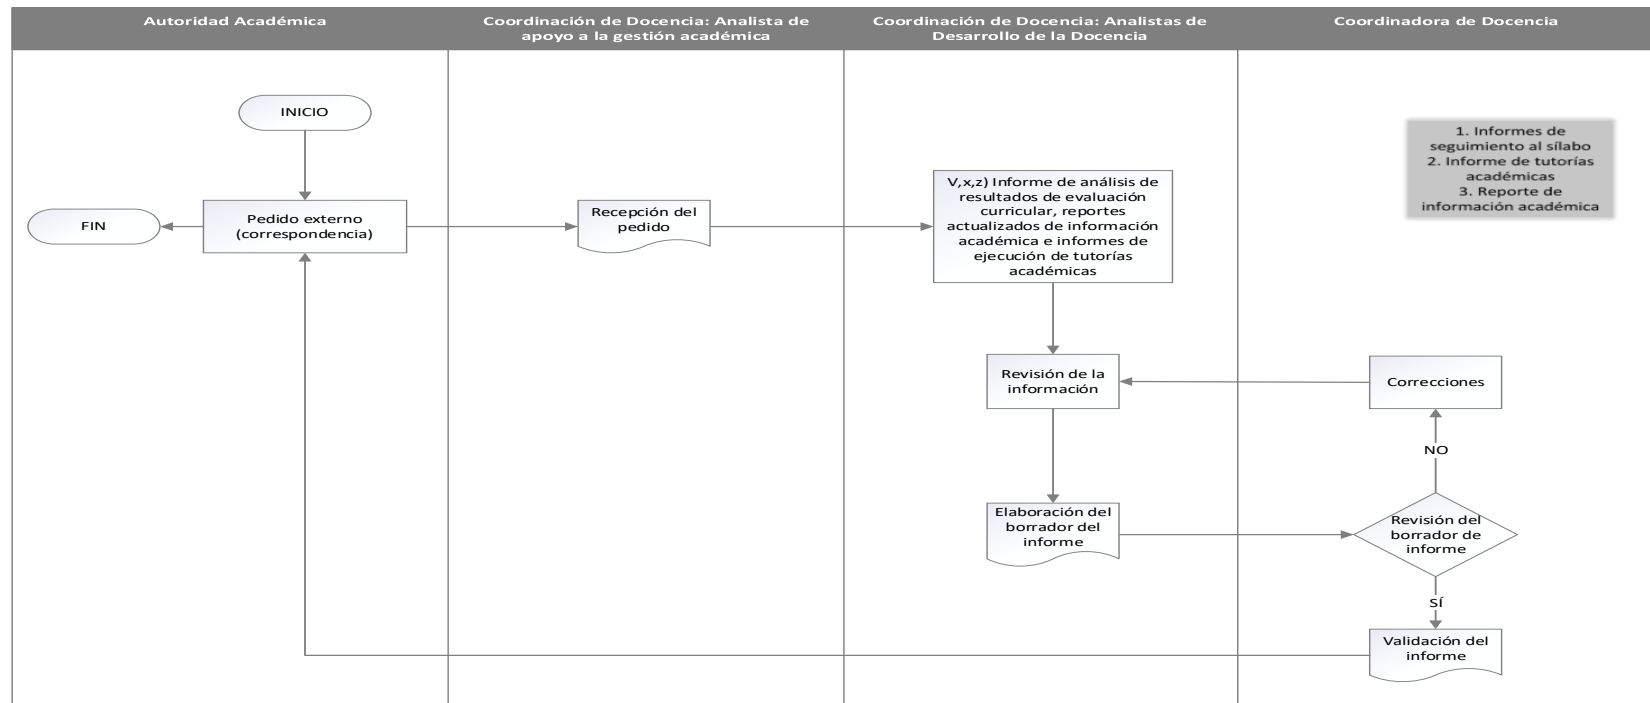 Autoridad Académica
Coordinación de Docencia: Analista de
apoyo a la gestión académica
Coordinación de Docencia: Analistas de
Desarrollo de la Docencia
Coordinadora de Docencia
INICIO
1. Informes de
seguimiento al sílabo
2. Informe de tutorías
académicas
3. Reporte de
información académica
FIN
Pedido externo
(correspondencia)
Recepción del
pedido
V,x,z) Informe de análisis de
resultados de evaluación
curricular, reportes
actualizados de información
académica e informes de
ejecución de tutorías
académicas
Revisión de la
información
Correcciones
NO
Elaboración del
borrador del
informe
Revisión del
borrador de
informe
SÍ
Validación del
informe